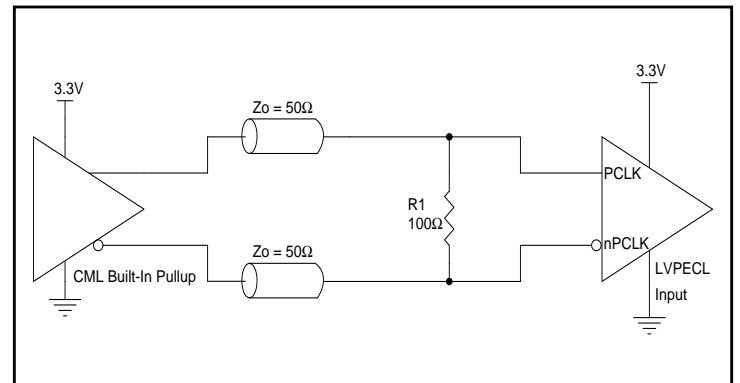 3.3V
Zo = 50Ω
3.3V
PCLK
R1
100Ω
nPCLK
Zo = 50Ω
CML Built-In Pullup
LVPECL
Input